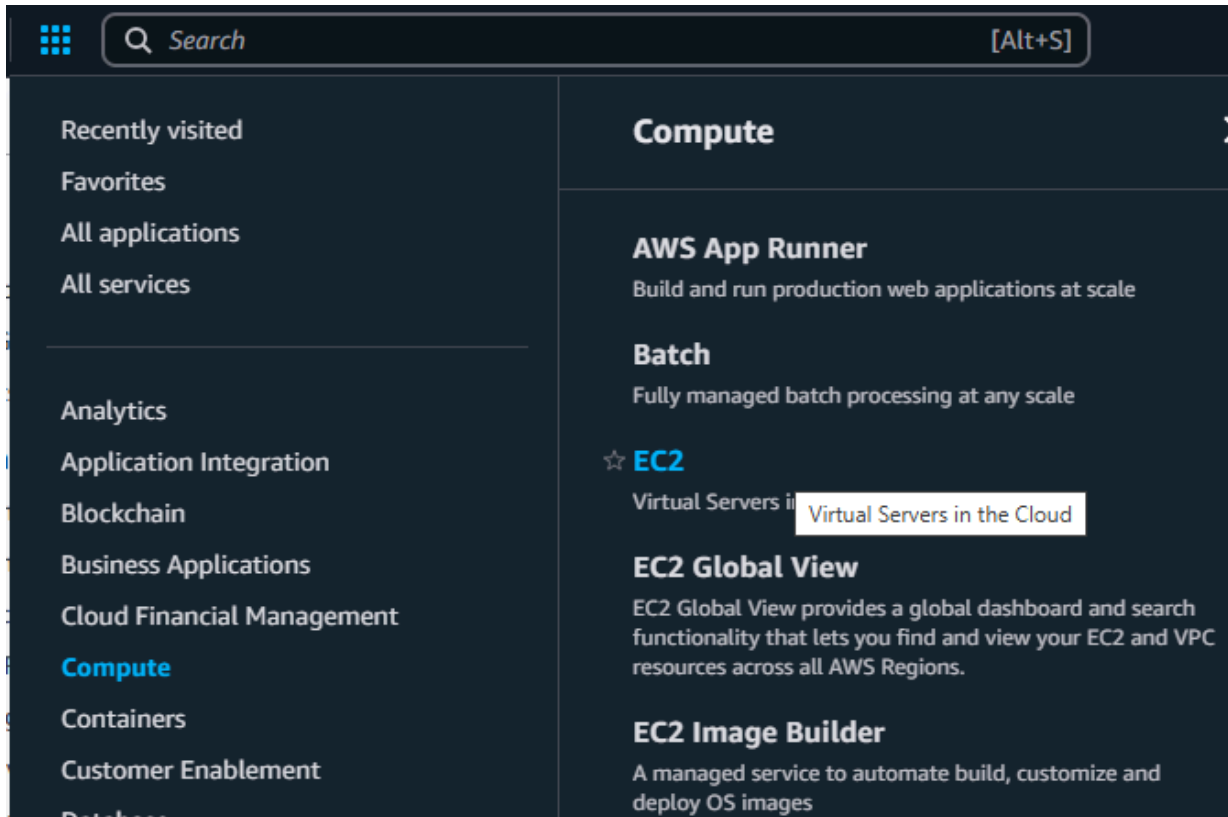 Search [Alt+S]
Recently visited
Favorites
All applications
All services
Analytics
Application Integration
Blockchain
Business Applications
Cloud Financial Management
Compute
Containers
Customer Enablement
Compute
AWS App Runner
Build and run production web applications at scale
Batch
Fully managed batch processing at any scale
EC2
Virtual Servers
Virtual Servers in the Cloud
EC2 Global View
EC2 Global View provides a global dashboard and search
functionality that lets you find and view your EC2 and VPC
resources across all AWS Regions.
EC2 Image Builder
A managed service to automate build, customize and
deploy OS images